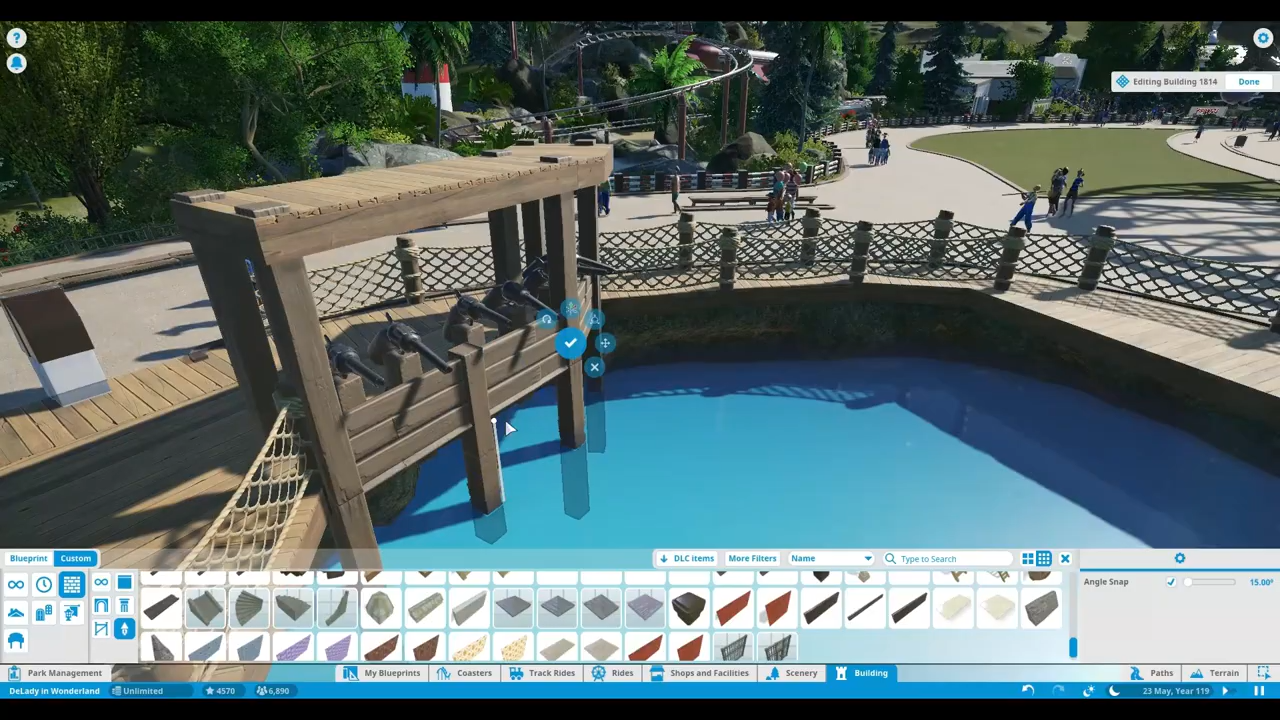 Editing Building 1814 Done
Blueprint Custom DLC items More Filters Name Type to Search
Angle Snap 15.00°
Park Management My Blueprints Coasters Track Rides Rides Shops and Facilities Scenery Building Paths Terrain
DeLady in Wonderland Unlimited 4570 6,890 23 May, Year 119